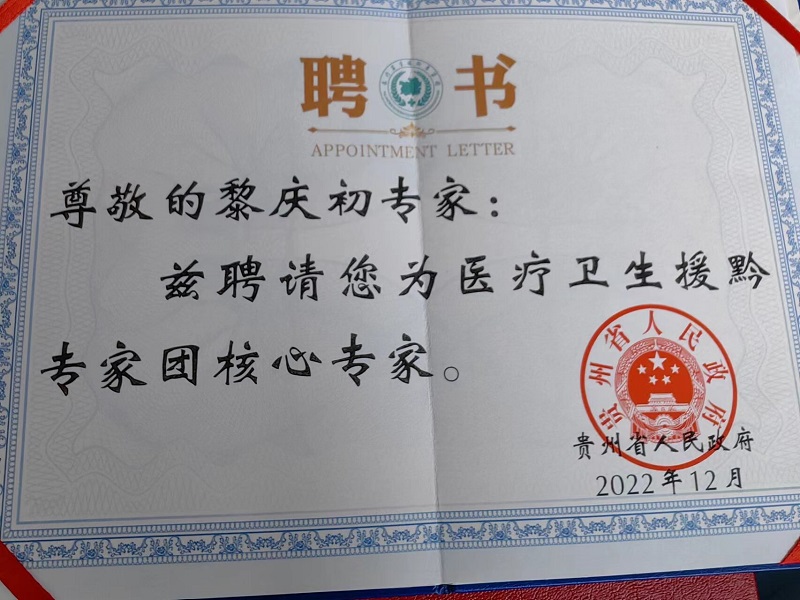 聘书
APPOINTMENT LETTER
尊敬的黎庆初专家：
兹聘请您为医疗卫生援黔
专家团核心专家。
贵州省人民政府
贵州省人民政府
2022年12月